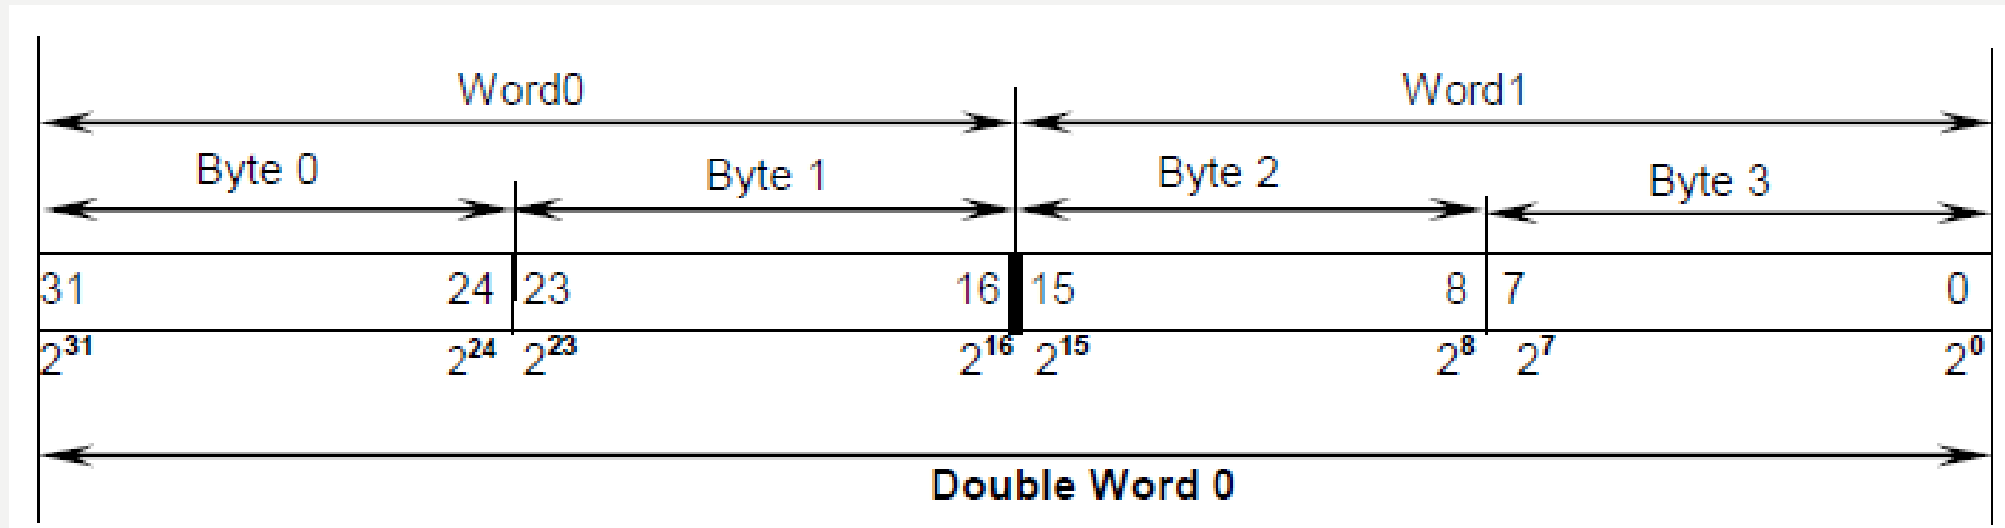 Word0 Word1
Byte 0 Byte 1 Byte 2 Byte 3
31 24 23 16 15 8 7 0
2³¹ 2²⁴ 2²³ 2¹⁶ 2¹⁵ 2⁸ 2⁷ 2⁰
Double Word 0